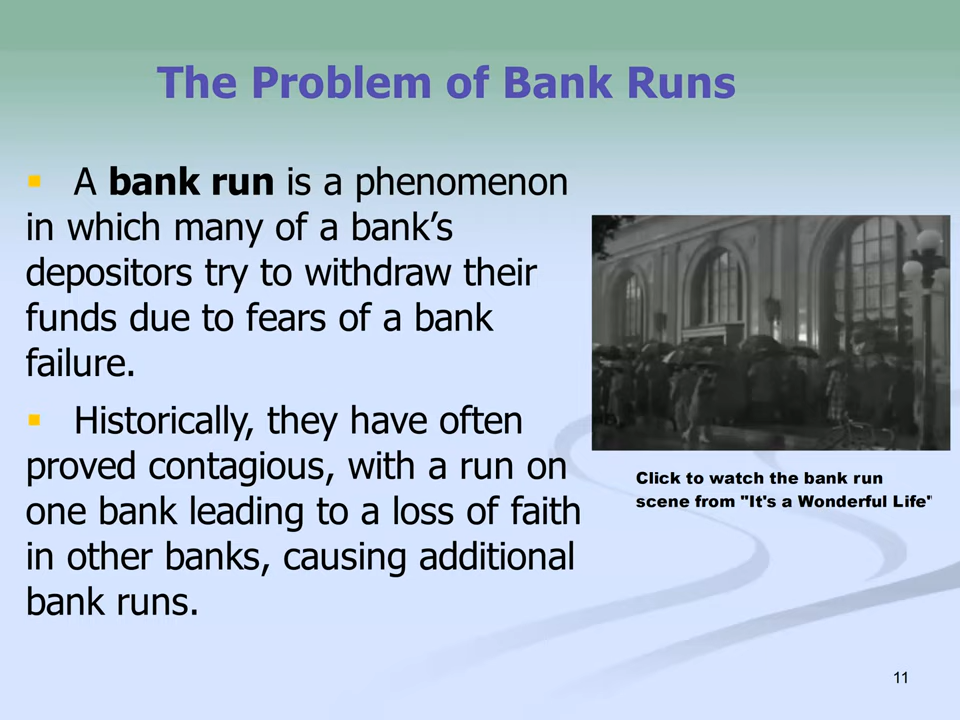 The Problem of Bank Runs
▪ A bank run is a phenomenon
in which many of a bank’s
depositors try to withdraw their
funds due to fears of a bank
failure.
▪ Historically, they have often
proved contagious, with a run on
one bank leading to a loss of faith
in other banks, causing additional
bank runs.
Click to watch the bank run
scene from "It's a Wonderful Life"
11